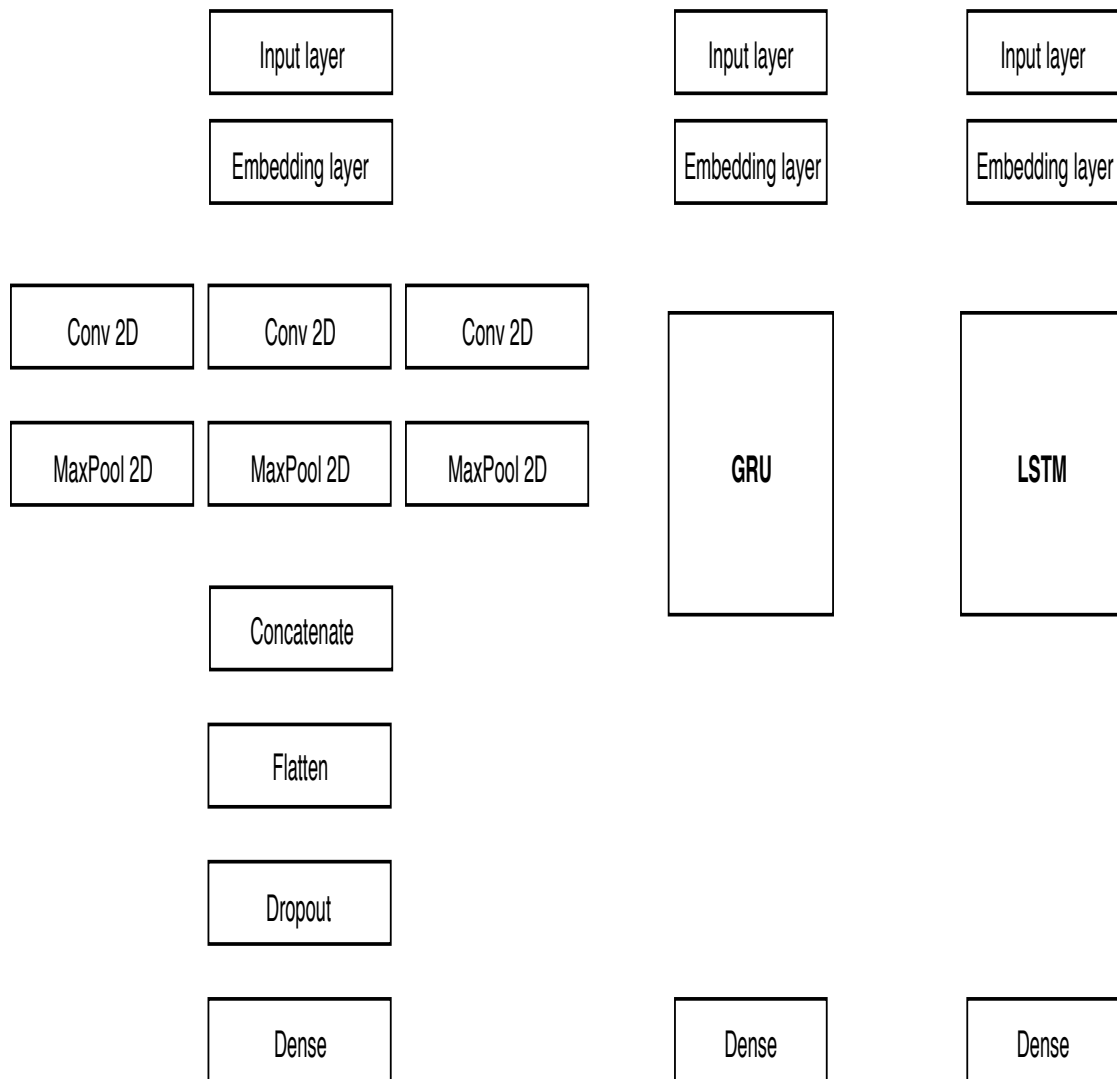 Input layer
Input layer
Input layer
Embedding layer
Embedding layer
Embedding layer
Conv 2D
Conv 2D
Conv 2D
MaxPool 2D
MaxPool 2D
MaxPool 2D
GRU
LSTM
Concatenate
Flatten
Dropout
Dense
Dense
Dense